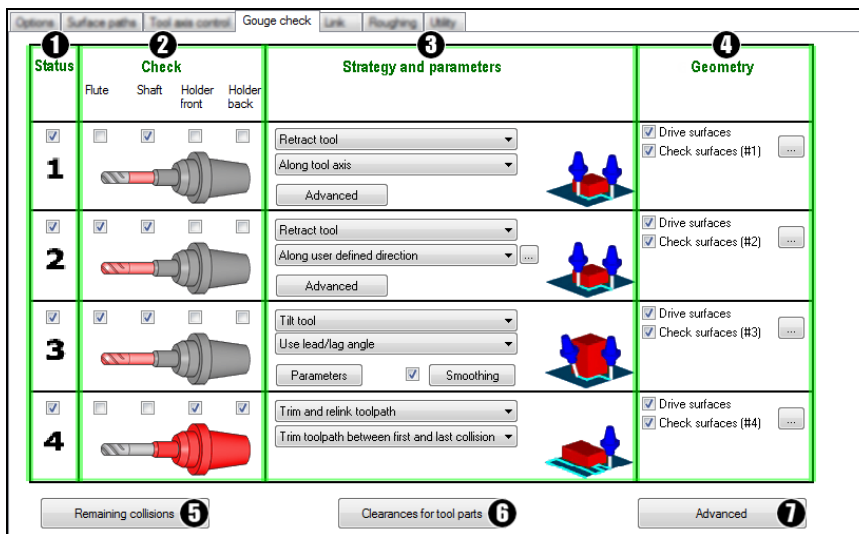 Options Surface paths Tool axis control Gouge check Link Roughing Utility
1 2 3 4
Status Check Strategy and parameters Geometry
Flute Shaft Holder front Holder back
1
Retract tool
Along tool axis
Advanced
Drive surfaces
Check surfaces (#1) ...
2
Retract tool
Along user defined direction ...
Advanced
Drive surfaces
Check surfaces (#2) ...
3
Tilt tool
Use lead/lag angle
Parameters Smoothing
Drive surfaces
Check surfaces (#3) ...
4
Trim and relink toolpath
Trim toolpath between first and last collision
Drive surfaces
Check surfaces (#4) ...
Remaining collisions 5 Clearances for tool parts 6 Advanced 7